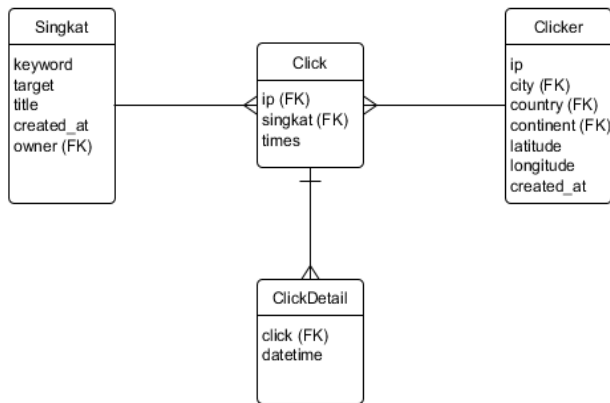 Singkat
keyword
target
title
created_at
owner (FK)
Click
ip (FK)
singkat (FK)
times
Clicker
ip
city (FK)
country (FK)
continent (FK)
latitude
longitude
created_at
ClickDetail
click (FK)
datetime